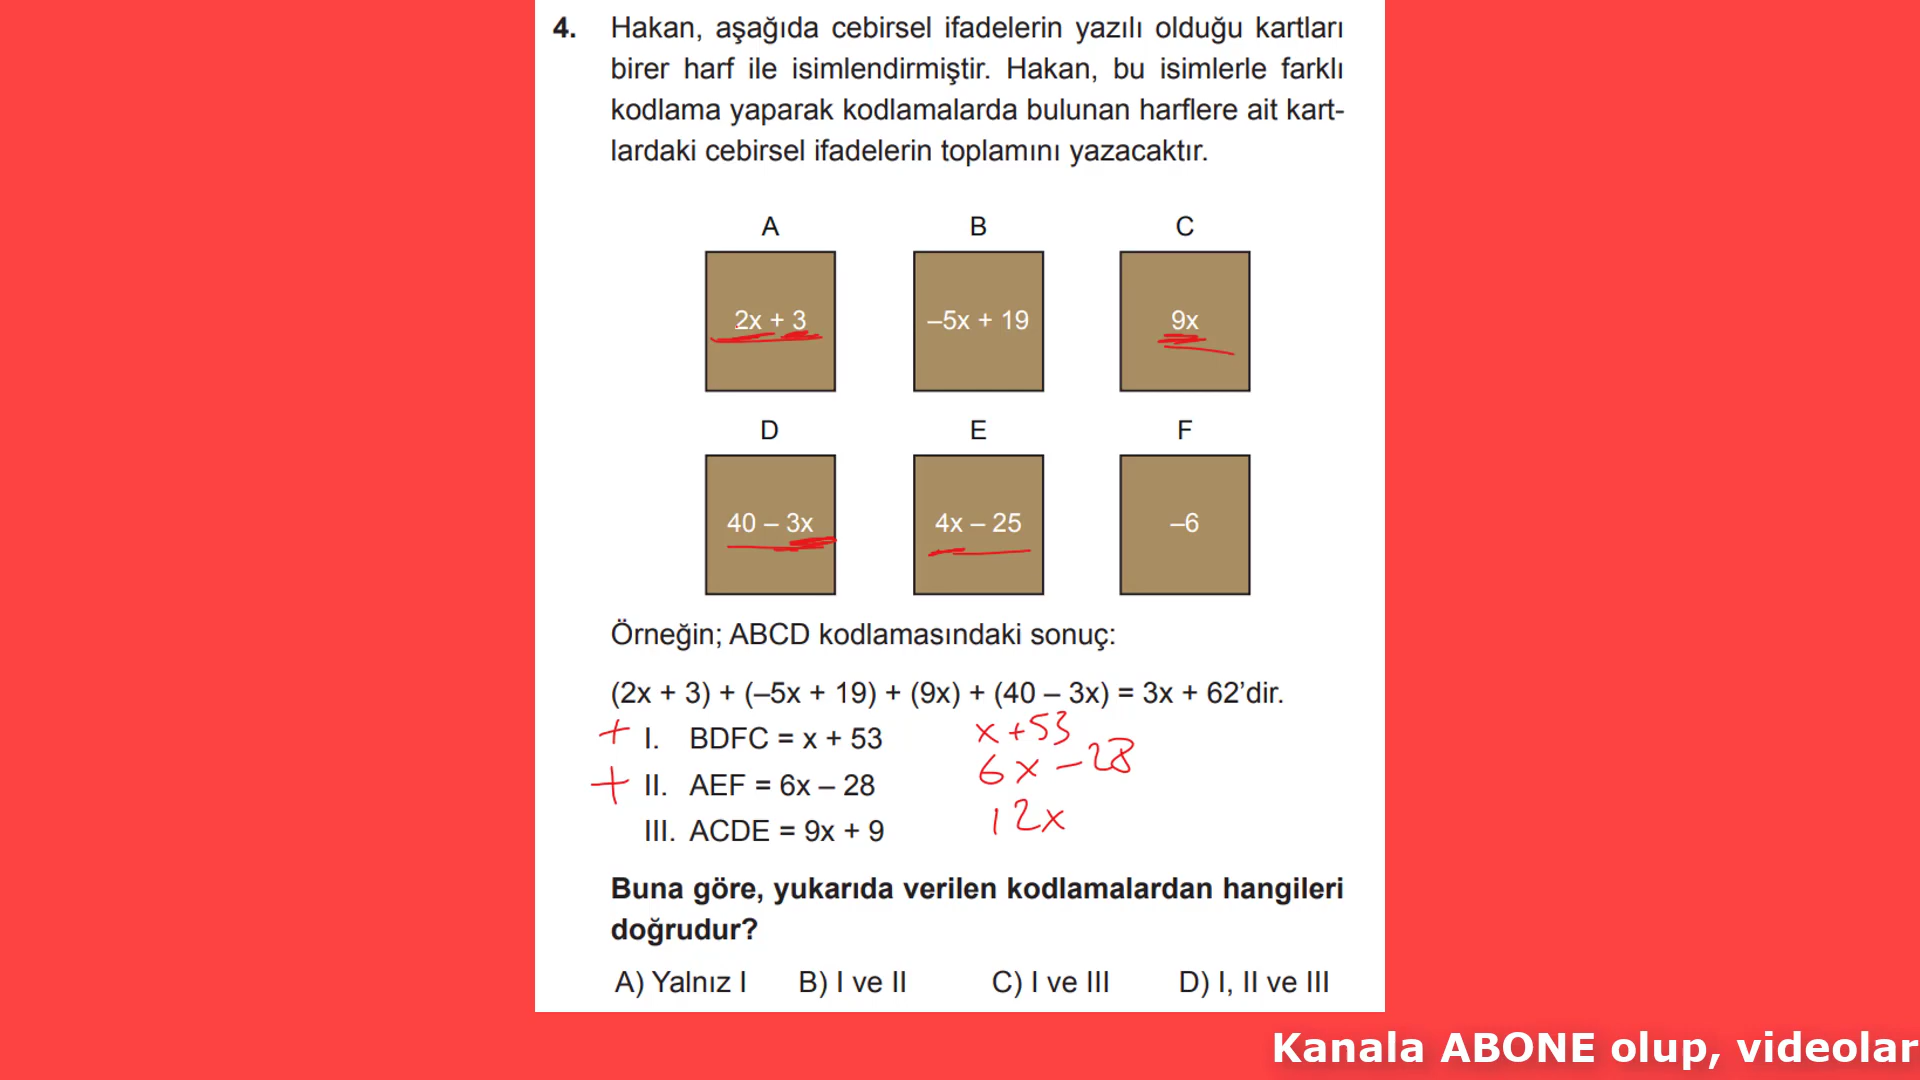 4. Hakan, aşağıda cebirsel ifadelerin yazılı olduğu kartları
birer harf ile isimlendirmiştir. Hakan, bu isimlerle farklı
kodlama yaparak kodlamalarda bulunan harflere ait kart-
lardaki cebirsel ifadelerin toplamını yazacaktır.
A B C
2x + 3 –5x + 19 9x
D E F
40 – 3x 4x – 25 –6
Örneğin; ABCD kodlamasındaki sonuç:
(2x + 3) + (–5x + 19) + (9x) + (40 – 3x) = 3x + 62’dir.
+ I. BDFC = x + 53 x + 53
+ II. AEF = 6x – 28 6x – 28
III. ACDE = 9x + 9 12x
Buna göre, yukarıda verilen kodlamalardan hangileri
doğrudur?
A) Yalnız I B) I ve II C) I ve III D) I, II ve III
Kanala ABONE olup, videolar